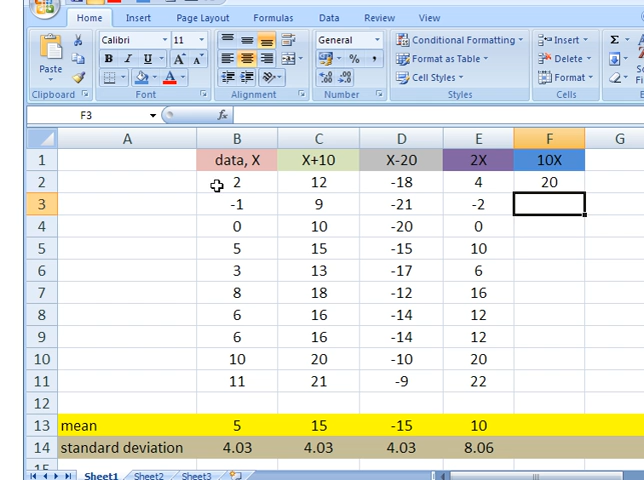 Home Insert Page Layout Formulas Data Review View
Calibri 11 A A General Conditional Formatting Insert Σ
Paste B I U A % , Format as Table Delete
.0 .00 .00 .0 Cell Styles Format
Clipboard Font Alignment Number Styles Cells
F3 fx
A B C D E F G
1 data, X X+10 X-20 2X 10X
2 2 12 -18 4 20
3 -1 9 -21 -2
4 0 10 -20 0
5 5 15 -15 10
6 3 13 -17 6
7 8 18 -12 16
8 6 16 -14 12
9 6 16 -14 12
10 10 20 -10 20
11 11 21 -9 22
12
13 mean 5 15 -15 10
14 standard deviation 4.03 4.03 4.03 8.06
15
Sheet1 Sheet2 Sheet3